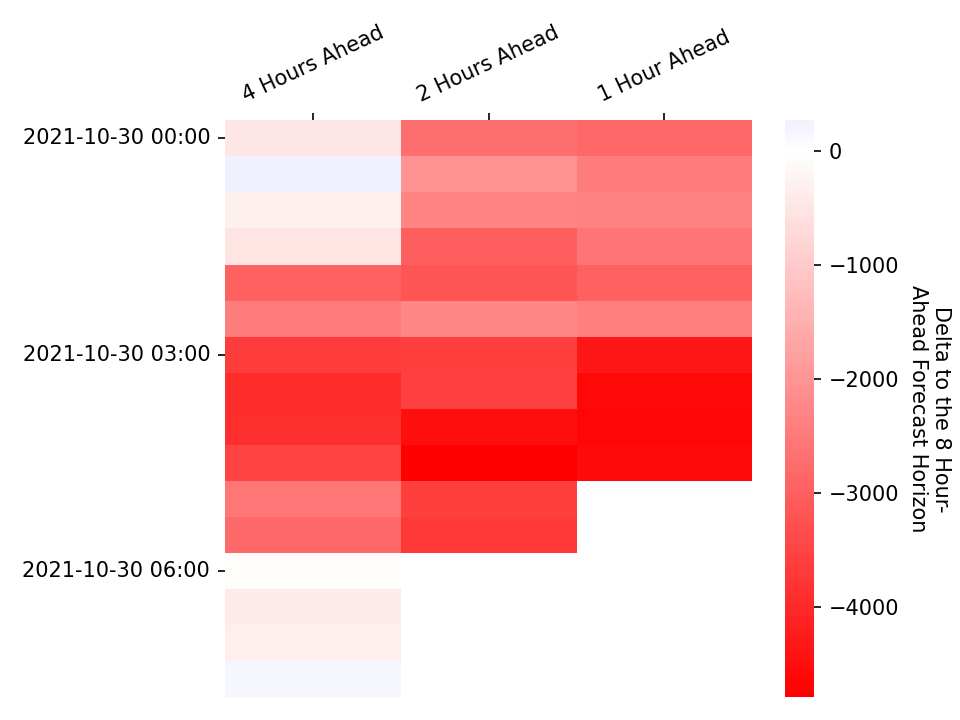 4 Hours Ahead
2 Hours Ahead
1 Hour Ahead
2021-10-30 00:00
2021-10-30 03:00
2021-10-30 06:00
0
−1000
−2000
−3000
−4000
Delta to the 8 Hour-
Ahead Forecast Horizon